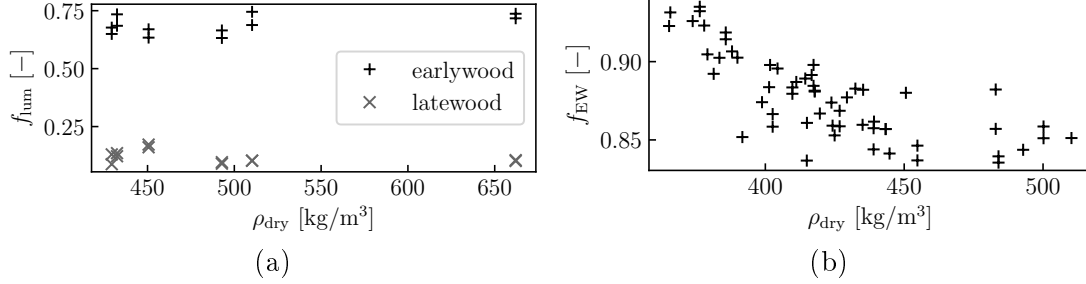 0.75
0.50
0.25
f_lum [−]
earlywood
latewood
450 500 550 600 650
ρ_dry [kg/m³]
(a)
0.90
0.85
f_EW [−]
400 450 500
ρ_dry [kg/m³]
(b)